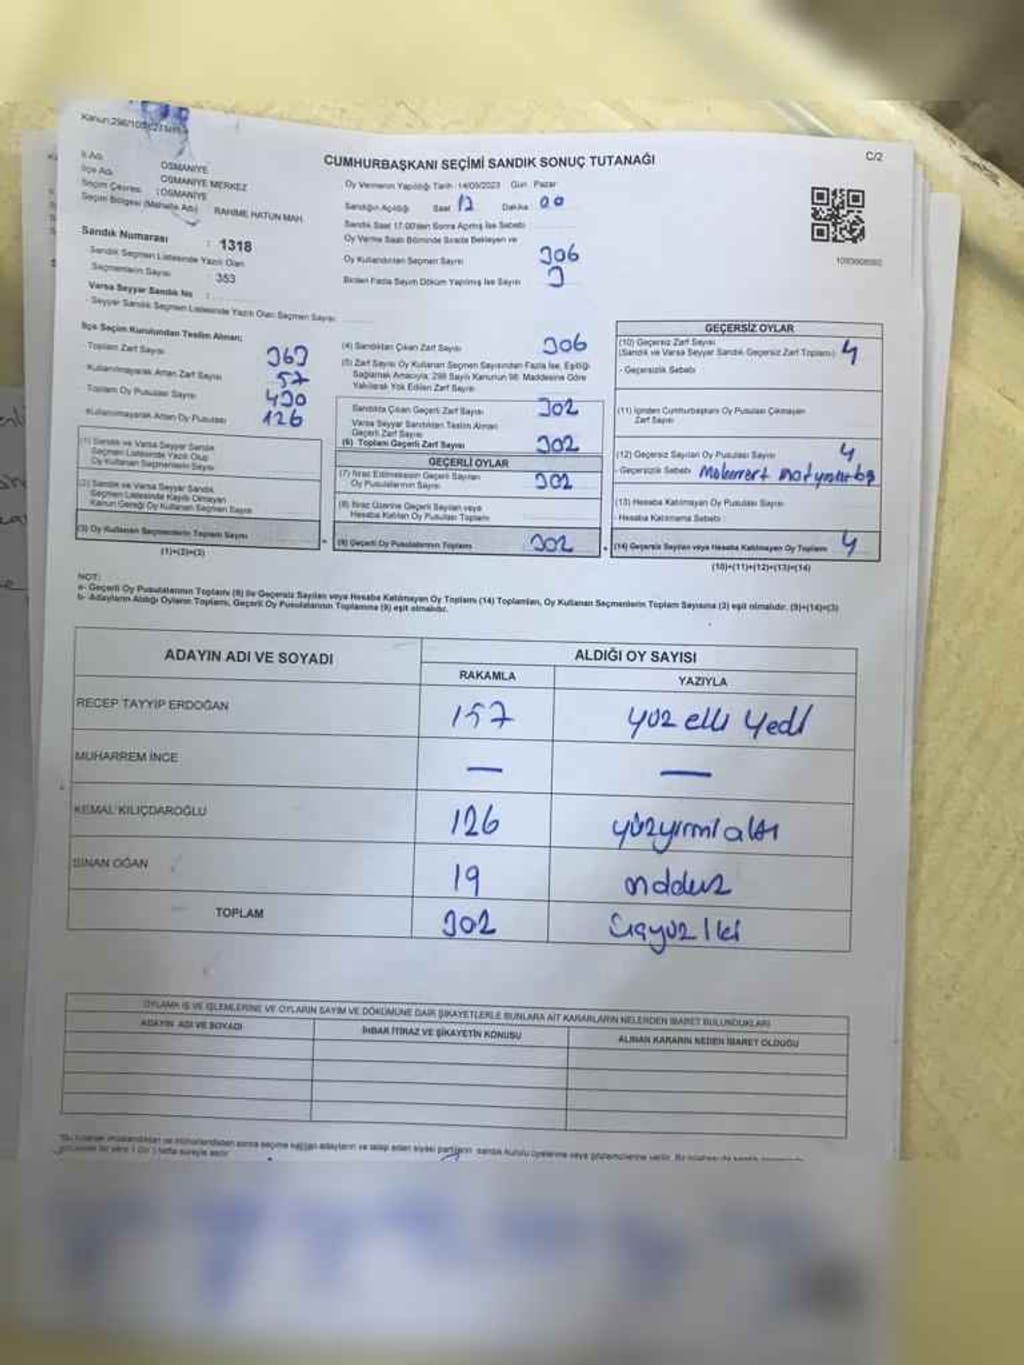 C/2
CUMHURBAŞKANI SEÇİMİ SANDIK SONUÇ TUTANAĞI
İl Adı OSMANİYE
İlçe Adı OSMANİYE MERKEZ
Seçim Çevresi : OSMANİYE
Seçim Bölgesi (Mahalle Adı) RAHİME HATUN MAH.
Sandık Numarası : 1318
Sandık Seçmen Listesinde Yazılı Olan
Seçmenlerin Sayısı 353
Varsa Seyyar Sandık No :
- Seyyar Sandık Seçmen Listesinde Yazılı Olan Seçmen Sayısı
Oy Vermenin Yapıldığı Tarih 14/05/2023 Gün Pazar
Sandığın Açıldığı Saat 17 Dakika 00
Sandık Saat 17.00'den Sonra Açılmış İse Sebebi
Oy Verme Saati Bitiminde Sırada Bekleyen ve
Oy Kullandırılan Seçmen Sayısı 306
Birden Fazla Sayım Döküm Yapılmış İse Sayısı
İlçe Seçim Kurulundan Teslim Alınan;
Toplam Zarf Sayısı 363
Kullanılmayarak Artan Zarf Sayısı 57
Toplam Oy Pusulası Sayısı 430
Kullanılmayarak Artan Oy Pusulası 126
(1) Sandık ve Varsa Seyyar Sandık
Seçmen Listesinde Yazılı Olup
Oy Kullanan Seçmenlerin Sayısı
(2) Sandık ve Varsa Seyyar Sandık
Seçmen Listesinde Kayıtlı Olmayan
Kanun Gereği Oy Kullanan Seçmen Sayısı
(3) Oy Kullanan Seçmenlerin Toplam Sayısı
(1)+(2)=(3)
(4) Sandıktan Çıkan Zarf Sayısı 306
(5) Zarf Sayısı Oy Kullanan Seçmen Sayısından Fazla İse, Eşitliği
Sağlamak Amacıyla, 298 Sayılı Kanunun 98. Maddesine Göre
Yakılarak Yok Edilen Zarf Sayısı
Sandıkta Çıkan Geçerli Zarf Sayısı 302
Varsa Seyyar Sandıktan Teslim Alınan
Geçerli Zarf Sayısı
(6) Toplam Geçerli Zarf Sayısı 302
GEÇERLİ OYLAR
(7) İtiraz Edilmeksizin Geçerli Sayılan
Oy Pusulalarının Sayısı 302
(8) İtiraz Üzerine Geçerli Sayılan veya
Hesaba Katılan Oy Pusulası Toplamı
(9) Geçerli Oy Pusulalarının Toplamı 302
GEÇERSİZ OYLAR
(10) Geçersiz Zarf Sayısı
(Sandık ve Varsa Seyyar Sandık Geçersiz Zarf Toplamı) 4
- Geçersizlik Sebebi
(11) İçinden Cumhurbaşkanı Oy Pusulası Çıkmayan
Zarf Sayısı
(12) Geçersiz Sayılan Oy Pusulası Sayısı 4
- Geçersizlik Sebebi
(13) Hesaba Katılmayan Oy Pusulası Sayısı
- Hesaba Katılmama Sebebi :
(14) Geçersiz Sayılan veya Hesaba Katılmayan Oy Toplamı 4
(10)+(11)+(12)+(13)=(14)
NOT:
a- Geçerli Oy Pusulalarının Toplamı (9) ile Geçersiz Sayılan veya Hesaba Katılmayan Oy Toplamı (14) Toplamları, Oy Kullanan Seçmenlerin Toplam Sayısına (3) eşit olmalıdır. (9)+(14)=(3)
b- Adayların Aldığı Oyların Toplamı, Geçerli Oy Pusulalarının Toplamına (9) eşit olmalıdır.
ADAYIN ADI VE SOYADI ALDIĞI OY SAYISI
RAKAMLA YAZIYLA
RECEP TAYYİP ERDOĞAN 157 yüz elli yedi
MUHARREM İNCE — —
KEMAL KILIÇDAROĞLU 126 yüzyirmi altı
SİNAN OĞAN 19 ondokuz
TOPLAM 302 üçyüz iki
OYLAMA İŞ VE İŞLEMLERİNE VE OYLARIN SAYIM VE DÖKÜMÜNE DAİR ŞİKAYETLERLE BUNLARA AİT KARARLARIN NELERDEN İBARET BULUNDUKLARI
ADAYIN ADI VE SOYADI İHBAR İTİRAZ VE ŞİKAYETİN KONUSU ALINAN KARARIN NEDEN İBARET OLDUĞU